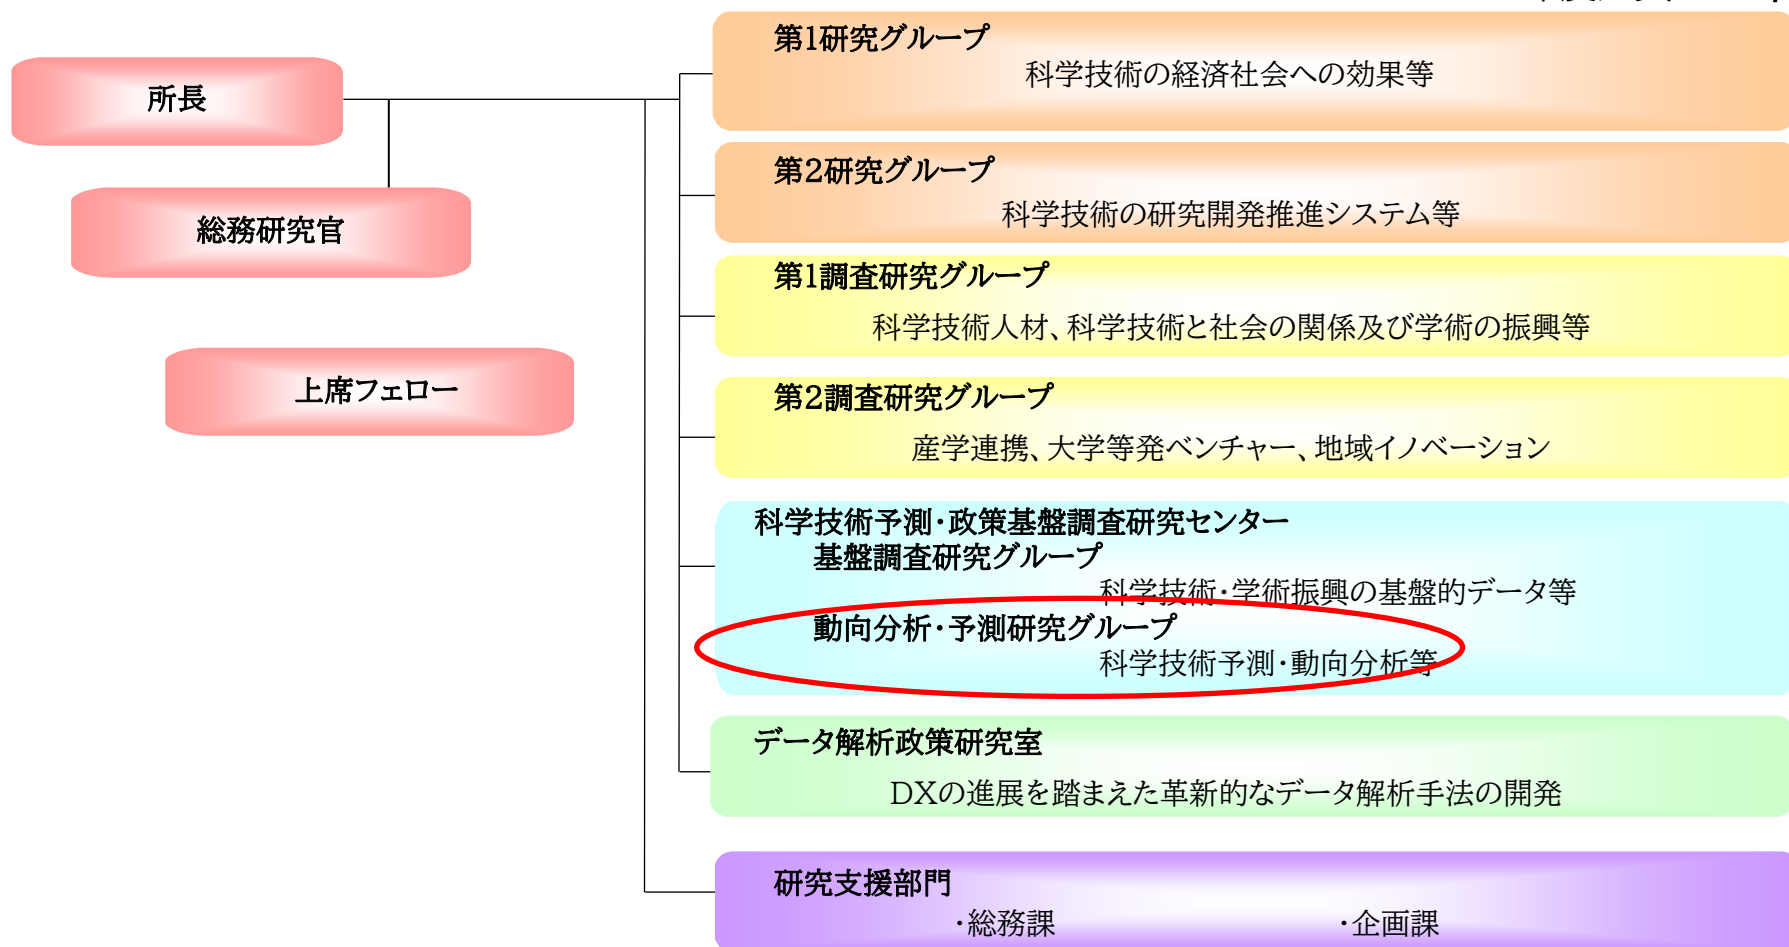 所長
総務研究官
上席フェロー
第1研究グループ
科学技術の経済社会への効果等
第2研究グループ
科学技術の研究開発推進システム等
第1調査研究グループ
科学技術人材、科学技術と社会の関係及び学術の振興等
第2調査研究グループ
産学連携、大学等発ベンチャー、地域イノベーション
科学技術予測・政策基盤調査研究センター
基盤調査研究グループ
科学技術・学術振興の基盤的データ等
動向分析・予測研究グループ
科学技術予測・動向分析等
データ解析政策研究室
DXの進展を踏まえた革新的なデータ解析手法の開発
研究支援部門
・総務課 ・企画課